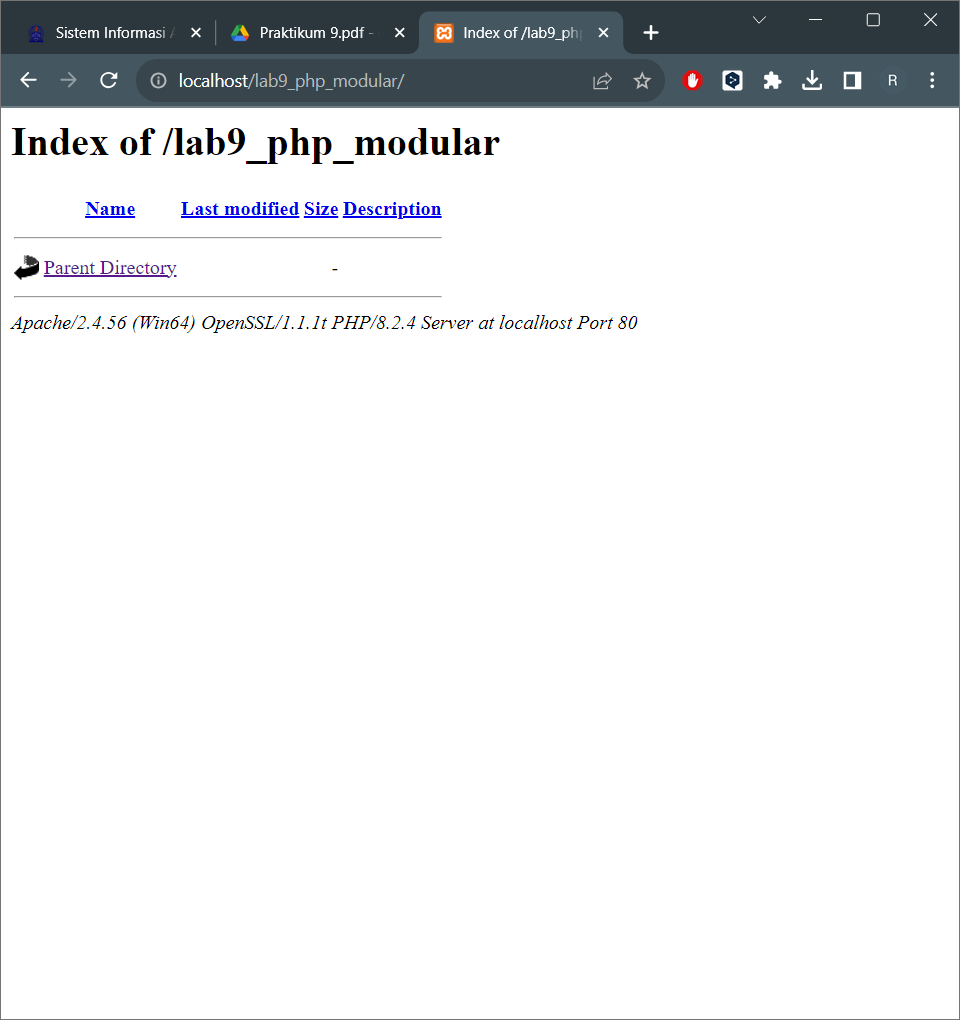 Sistem Informasi A
Praktikum 9.pdf -
Index of /lab9_php
localhost/lab9_php_modular/
R
Index of /lab9_php_modular
Name Last modified Size Description
Parent Directory -
Apache/2.4.56 (Win64) OpenSSL/1.1.1t PHP/8.2.4 Server at localhost Port 80